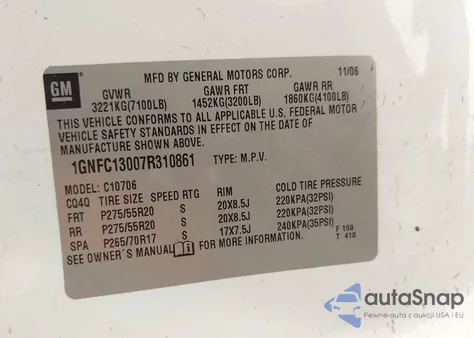 GM
MFD BY GENERAL MOTORS CORP. 11/06
GVWR GAWR FRT GAWR RR
3221KG(7100LB) 1452KG(3200LB) 1860KG(4100LB)
THIS VEHICLE CONFORMS TO ALL APPLICABLE U.S. FEDERAL MOTOR
VEHICLE SAFETY STANDARDS IN EFFECT ON THE DATE OF
MANUFACTURE SHOWN ABOVE.
1GNFC13007R310861 TYPE: M.P.V.
MODEL: C10706
CQ4Q TIRE SIZE SPEED RTG RIM COLD TIRE PRESSURE
FRT P275/55R20 S 20X8.5J 220KPA(32PSI)
RR P275/55R20 S 20X8.5J 220KPA(32PSI)
SPA P265/70R17 S 17X7.5J 240KPA(35PSI)
SEE OWNER'S MANUAL FOR MORE INFORMATION. F 150
T 410
autoSnap
Pewne auta z aukcji USA i EU